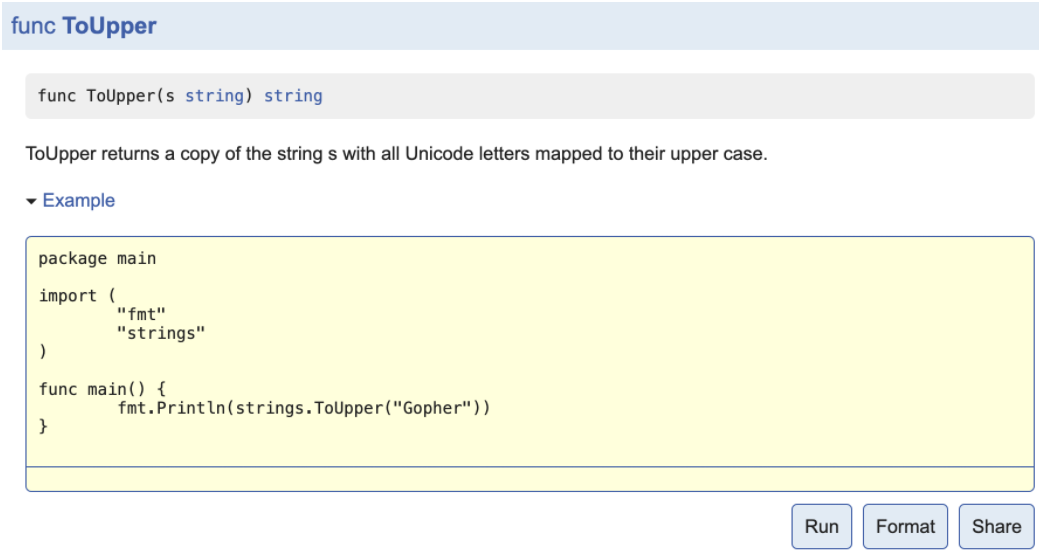 func ToUpper
func ToUpper(s string) string
ToUpper returns a copy of the string s with all Unicode letters mapped to their upper case.
Example
package main
import (
"fmt"
"strings"
)
func main() {
fmt.Println(strings.ToUpper("Gopher"))
}
Run Format Share